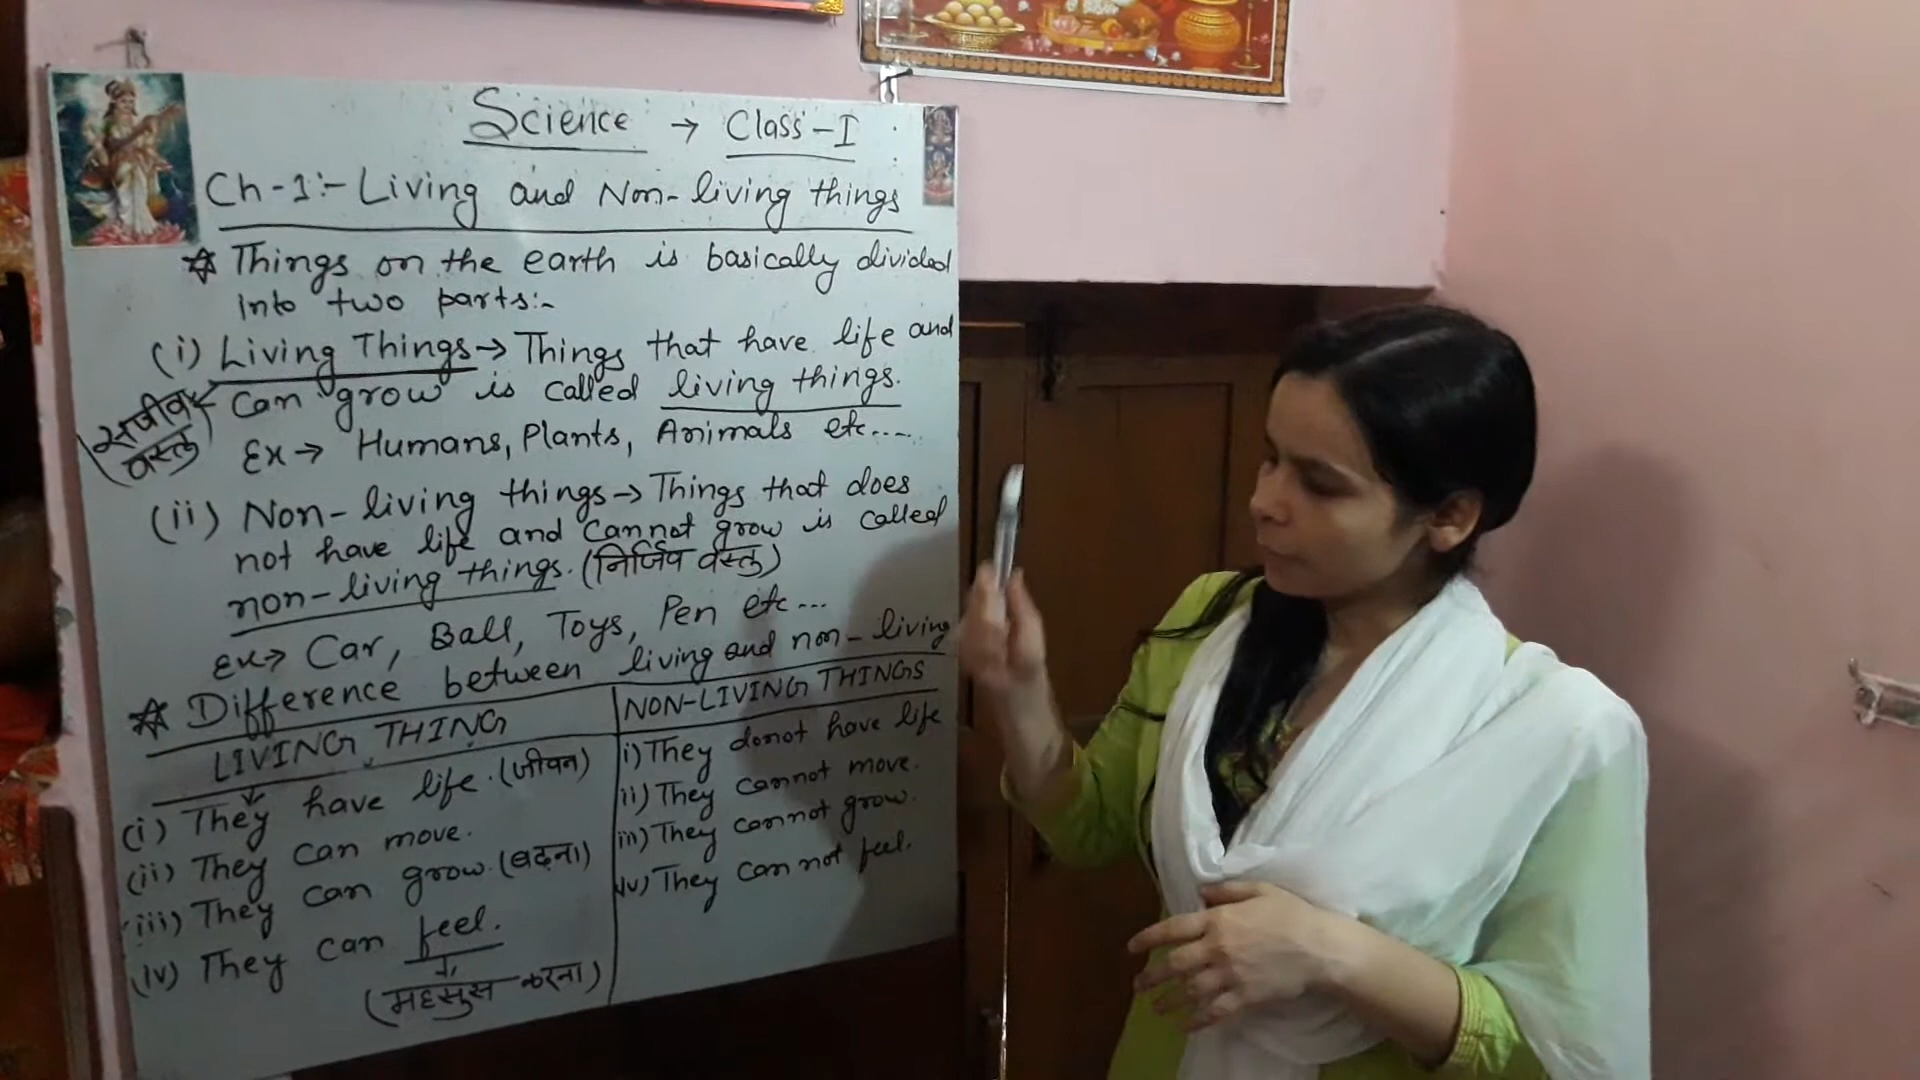 Science → Class-I
Ch-1:- Living and Non-living things
☆ Things on the earth is basically divided
into two parts:-
(i) Living Things → Things that have life and
can grow is called living things.
(सजीव वस्तु)
Ex → Humans, Plants, Animals etc....
(ii) Non-living things → Things that does
not have life and cannot grow is called
non-living things. (निर्जिव वस्तु)
Ex → Car, Ball, Toys, Pen etc...
☆ Difference between living and non-living
LIVING THING
(i) They have life. (जीवन)
(ii) They can move.
(iii) They can grow. (बढ़ना)
(iv) They can feel.
(महसुस करना)
NON-LIVING THINGS
i) They donot have life
ii) They cannot move.
iii) They cannot grow.
iv) They can not feel.